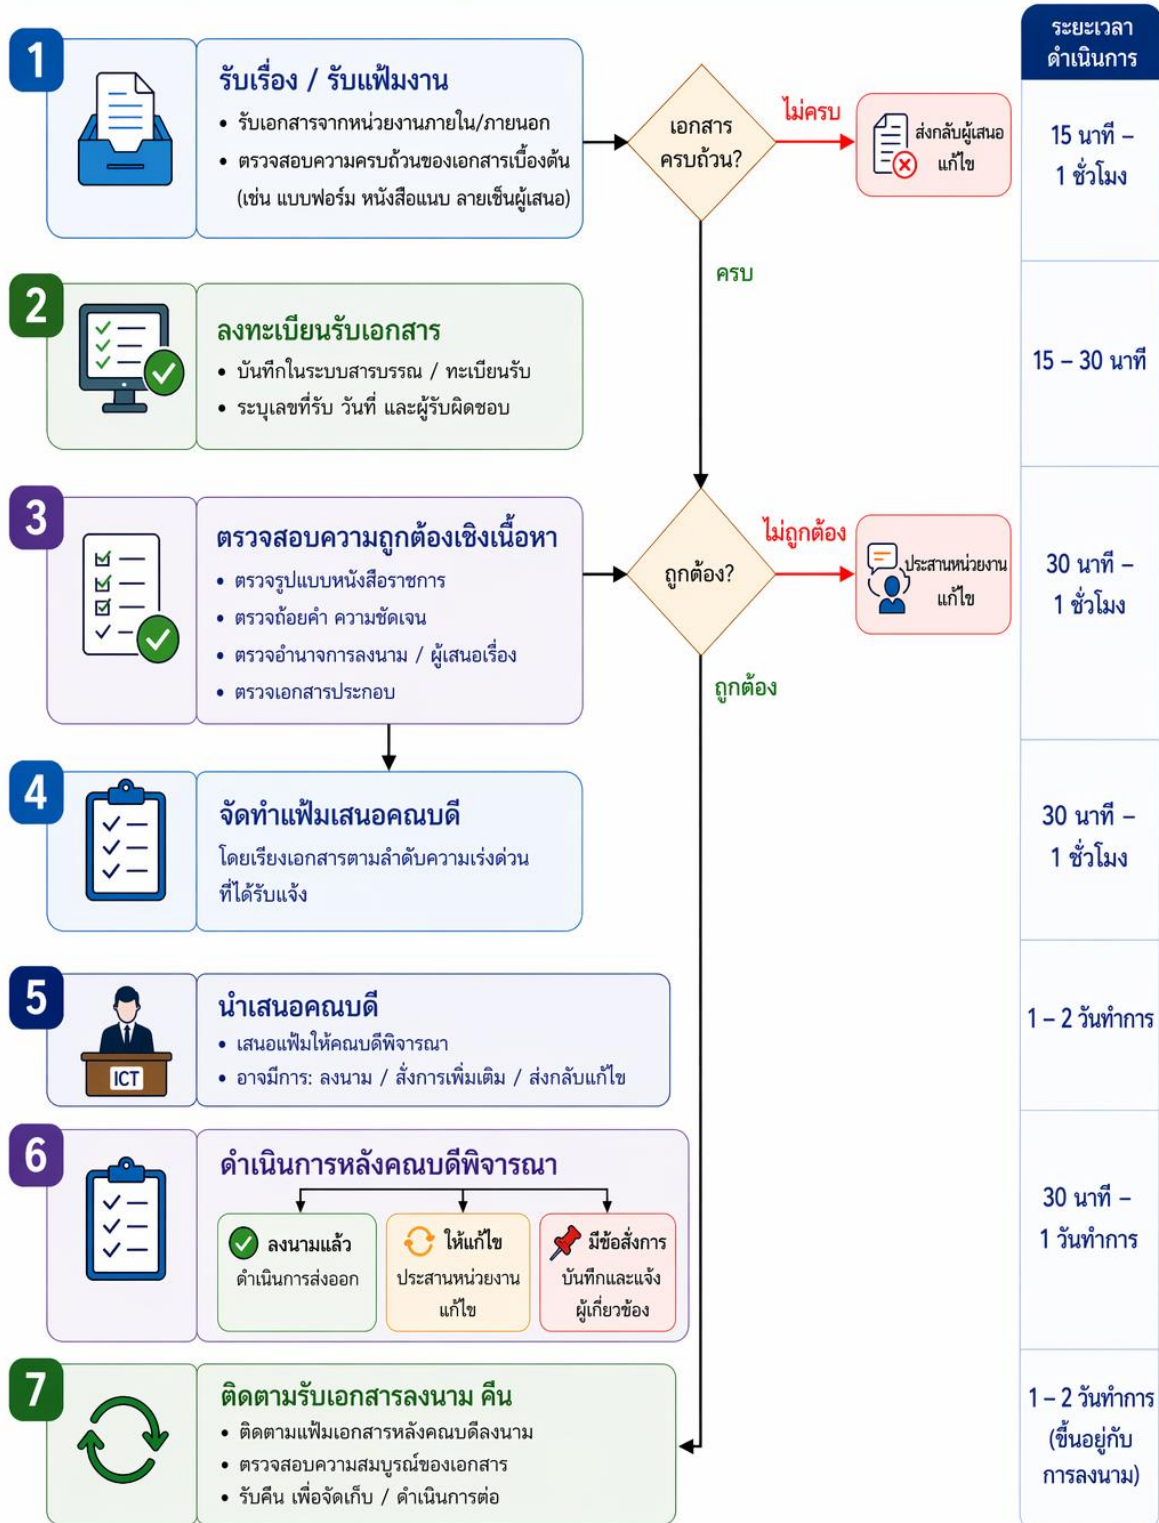 ระยะเวลา
ดำเนินการ
1
รับเรื่อง / รับแฟ้มงาน
• รับเอกสารจากหน่วยงานภายใน/ภายนอก
• ตรวจสอบความครบถ้วนของเอกสารเบื้องต้น
(เช่น แบบฟอร์ม หนังสือแนบ ลายเซ็นผู้เสนอ)
เอกสาร
ครบถ้วน?
ไม่ครบ
ส่งกลับผู้เสนอ
แก้ไข
15 นาที –
1 ชั่วโมง
ครบ
2
ลงทะเบียนรับเอกสาร
• บันทึกในระบบสารบรรณ / ทะเบียนรับ
• ระบุเลขที่รับ วันที่ และผู้รับผิดชอบ
15 – 30 นาที
3
ตรวจสอบความถูกต้องเชิงเนื้อหา
• ตรวจรูปแบบหนังสือราชการ
• ตรวจถ้อยคำ ความชัดเจน
• ตรวจอำนาจการลงนาม / ผู้เสนอเรื่อง
• ตรวจเอกสารประกอบ
ถูกต้อง?
ไม่ถูกต้อง
ประสานหน่วยงาน
แก้ไข
30 นาที –
1 ชั่วโมง
ถูกต้อง
4
จัดทำแฟ้มเสนอคณบดี
โดยเรียงเอกสารตามลำดับความเร่งด่วน
ที่ได้รับแจ้ง
30 นาที –
1 ชั่วโมง
5
ICT
นำเสนอคณบดี
• เสนอแฟ้มให้คณบดีพิจารณา
• อาจมีการ: ลงนาม / สั่งการเพิ่มเติม / ส่งกลับแก้ไข
1 – 2 วันทำการ
6
ดำเนินการหลังคณบดีพิจารณา
ลงนามแล้ว
ดำเนินการส่งออก
ให้แก้ไข
ประสานหน่วยงาน
แก้ไข
มีข้อสั่งการ
บันทึกและแจ้ง
ผู้เกี่ยวข้อง
30 นาที –
1 วันทำการ
7
ติดตามรับเอกสารลงนาม คืน
• ติดตามแฟ้มเอกสารหลังคณบดีลงนาม
• ตรวจสอบความสมบูรณ์ของเอกสาร
• รับคืน เพื่อจัดเก็บ / ดำเนินการต่อ
1 – 2 วันทำการ
(ขึ้นอยู่กับ
การลงนาม)